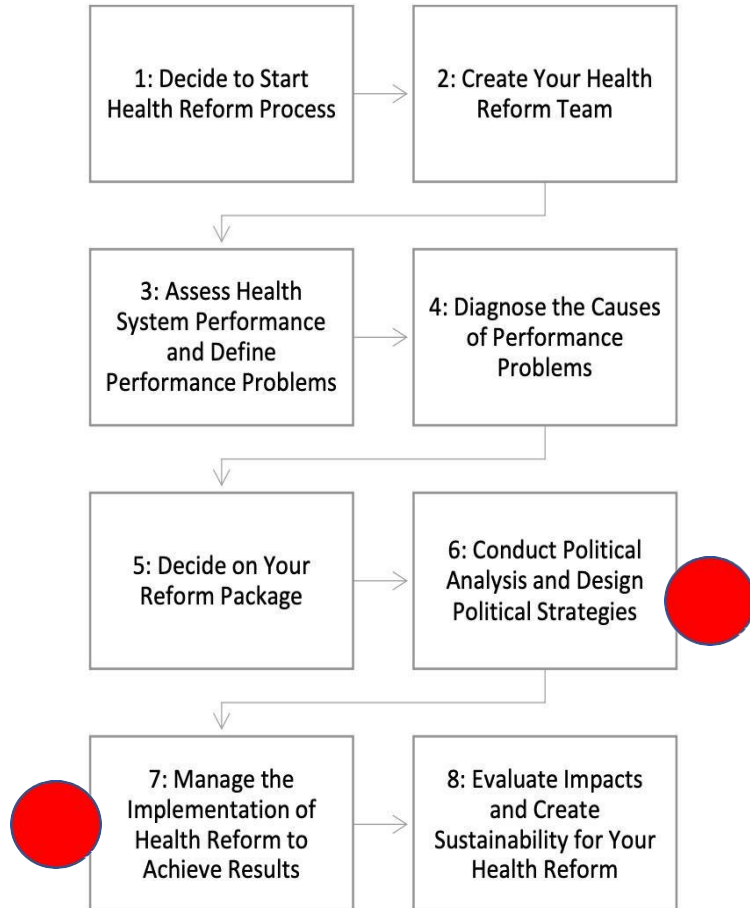 1: Decide to Start
Health Reform Process
2: Create Your Health
Reform Team
3: Assess Health
System Performance
and Define
Performance Problems
4: Diagnose the Causes
of Performance
Problems
5: Decide on Your
Reform Package
6: Conduct Political
Analysis and Design
Political Strategies
7: Manage the
Implementation of
Health Reform to
Achieve Results
8: Evaluate Impacts
and Create
Sustainability for Your
Health Reform